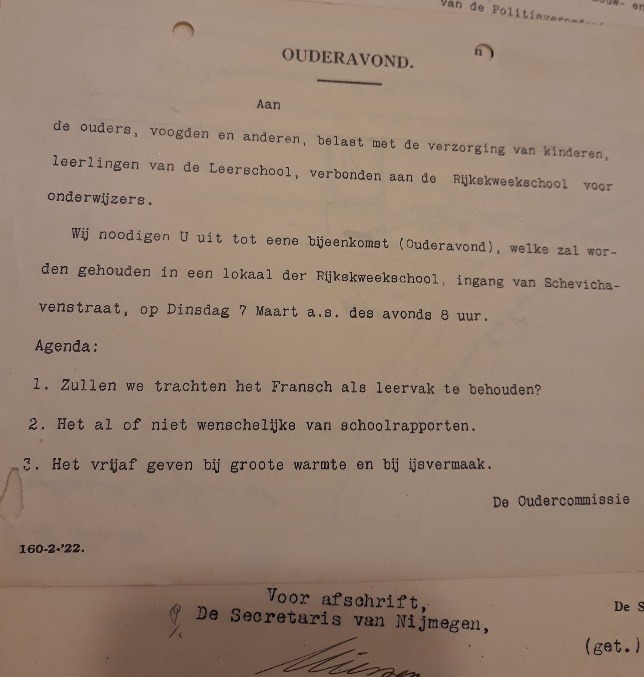 van de Politie
OUDERAVOND.
Aan
de ouders, voogden en anderen, belast met de verzorging van kinderen,
leerlingen van de Leerschool, verbonden aan de Rijkskweekschool voor
onderwijzers.
Wij noodigen U uit tot eene bijeenkomst (Ouderavond), welke zal wor-
den gehouden in een lokaal der Rijkskweekschool, ingang van Schevicha-
venstraat, op Dinsdag 7 Maart a.s. des avonds 8 uur.
Agenda:
1. Zullen we trachten het Fransch als leervak te behouden?
2. Het al of niet wenschelijke van schoolrapporten.
3. Het vrijaf geven bij groote warmte en bij ijsvermaak.
De Oudercommissie
160-2-'22.
Voor afschrift,
De Secretaris van Nijmegen,
De S
(get.)